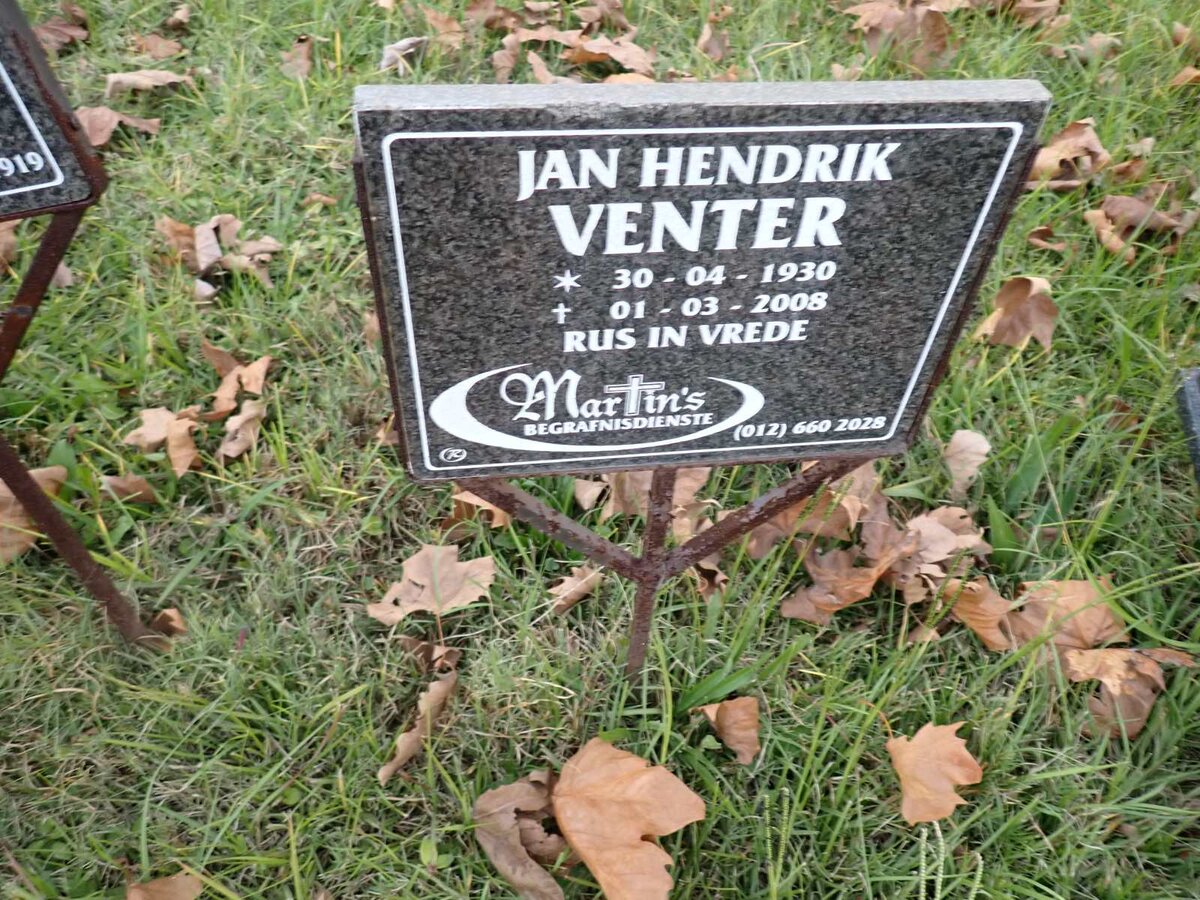 919
JAN HENDRIK
VENTER
* 30 - 04 - 1930
† 01 - 03 - 2008
RUS IN VREDE
Martin's
BEGRAFNISDIENSTE
(012) 660 2028
R